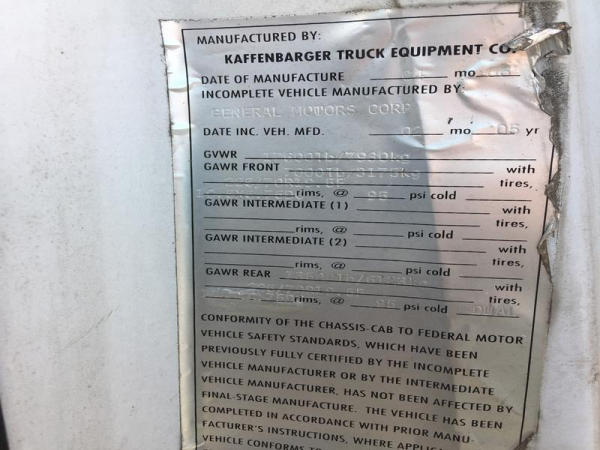 MANUFACTURED BY:
KAFFENBARGER TRUCK EQUIPMENT CO.
DATE OF MANUFACTURE mo
INCOMPLETE VEHICLE MANUFACTURED BY:
GENERAL MOTORS CORP
DATE INC. VEH. MFD. 02 mo 05 yr
GVWR
GAWR FRONT with
tires,
rims, @ 95 psi cold
GAWR INTERMEDIATE (1) with
tires,
rims, @ psi cold
GAWR INTERMEDIATE (2) with
tires,
rims, @ psi cold
GAWR REAR with
tires,
rims, @ 95 psi cold DUAL
CONFORMITY OF THE CHASSIS-CAB TO FEDERAL MOTOR
VEHICLE SAFETY STANDARDS, WHICH HAVE BEEN
PREVIOUSLY FULLY CERTIFIED BY THE INCOMPLETE
VEHICLE MANUFACTURER OR BY THE INTERMEDIATE
VEHICLE MANUFACTURER, HAS NOT BEEN AFFECTED BY
FINAL-STAGE MANUFACTURE. THE VEHICLE HAS BEEN
COMPLETED IN ACCORDANCE WITH PRIOR MANU-
FACTURER'S INSTRUCTIONS, WHERE
VEHICLE CONFORMS